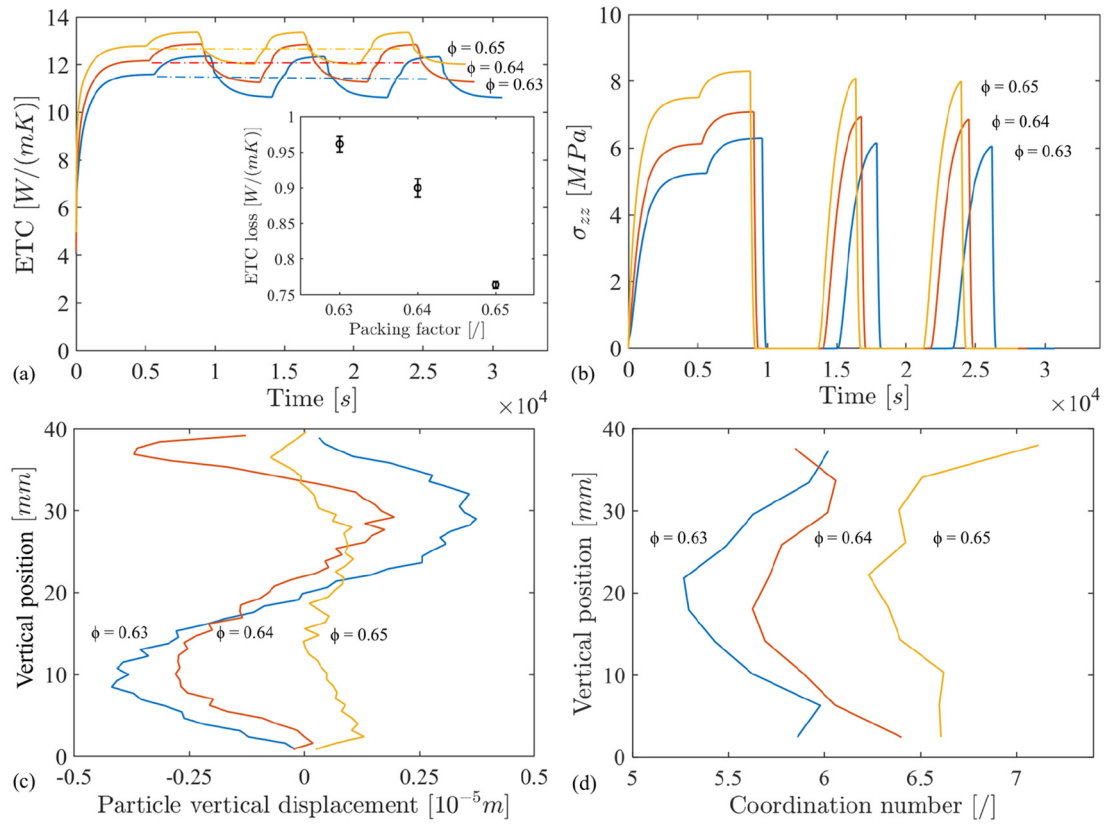 14
12
10
8
6
4
2
0
ETC [W/(mK)]
ϕ = 0.65
ϕ = 0.64
ϕ = 0.63
1
0.95
0.9
0.85
0.8
0.75
ETC loss [W/(mK)]
0.63 0.64 0.65
Packing factor [/]
0 0.5 1 1.5 2 2.5 3
(a)
Time [s]
×10⁴
10
8
6
4
2
0
σzz [MPa]
ϕ = 0.65
ϕ = 0.64
ϕ = 0.63
0 0.5 1 1.5 2 2.5 3
(b)
Time [s]
×10⁴
40
30
20
10
0
Vertical position [mm]
ϕ = 0.63
ϕ = 0.64
ϕ = 0.65
-0.5 -0.25 0 0.25 0.5
(c)
Particle vertical displacement [10⁻⁵m]
40
30
20
10
0
Vertical position [mm]
ϕ = 0.63
ϕ = 0.64
ϕ = 0.65
5 5.5 6 6.5 7
(d)
Coordination number [/]